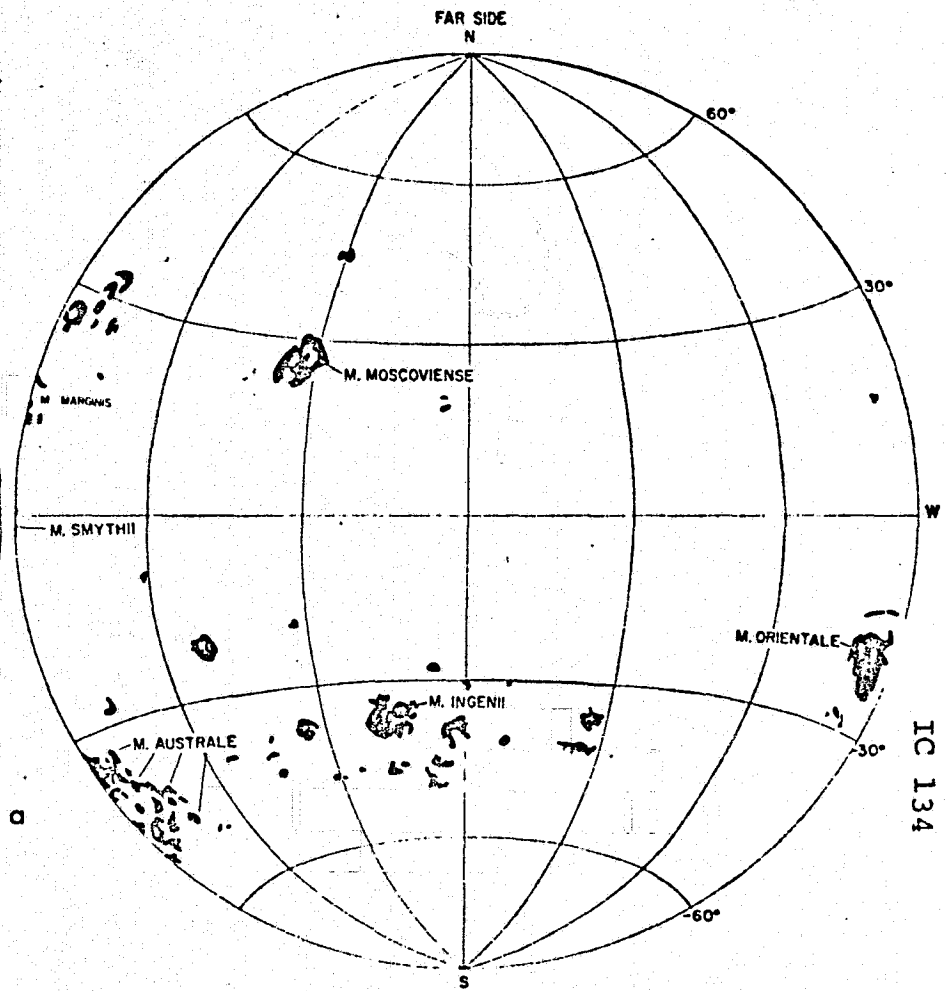 FAR SIDE
N
60°
30°
M. MOSCOVIENSE
M. MARGINIS
M. SMYTHII
W
M. ORIENTALE
M. INGENII
M. AUSTRALE
-30°
IC 134
a
-60°
S